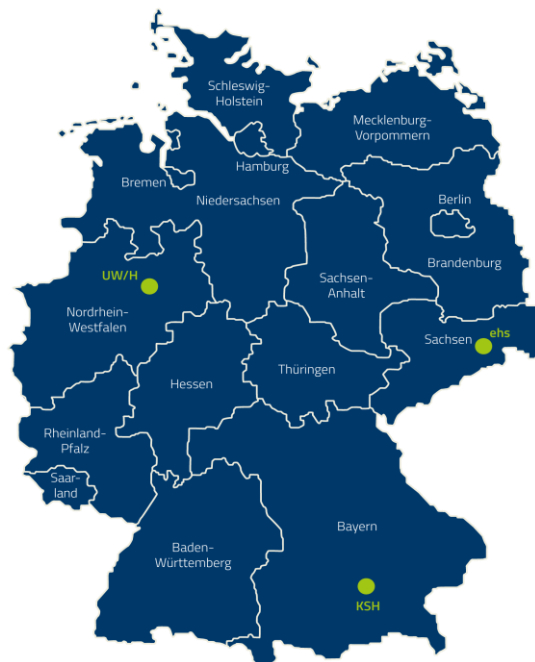 Schleswig-
Holstein
Mecklenburg-
Vorpommern
Hamburg
Bremen
Niedersachsen
Berlin
Brandenburg
UW/H
Sachsen-
Anhalt
Nordrhein-
Westfalen
Sachsen
ehs
Hessen
Thüringen
Rheinland-
Pfalz
Saar-
land
Bayern
Baden-
Württemberg
KSH